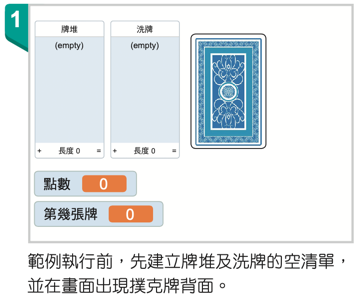 1
牌堆
洗牌
(empty)
(empty)
+ 長度 0 =
+ 長度 0 =
點數 0
第幾張牌 0
範例執行前，先建立牌堆及洗牌的空清單，
並在畫面出現撲克牌背面。